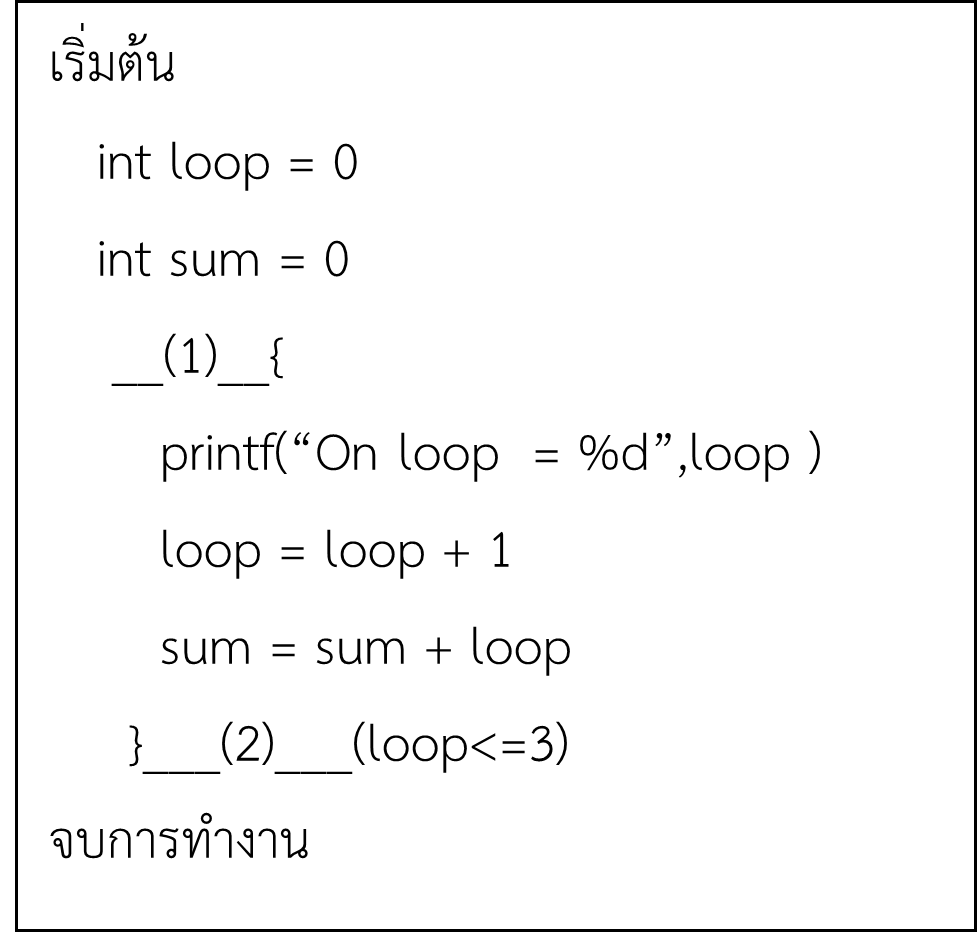 เริ่มต้น
int loop = 0
int sum = 0
__(1)__{
printf(“On loop  = %d”,loop )
loop = loop + 1
sum = sum + loop
}___(2)___(loop<=3)
จบการทำงาน